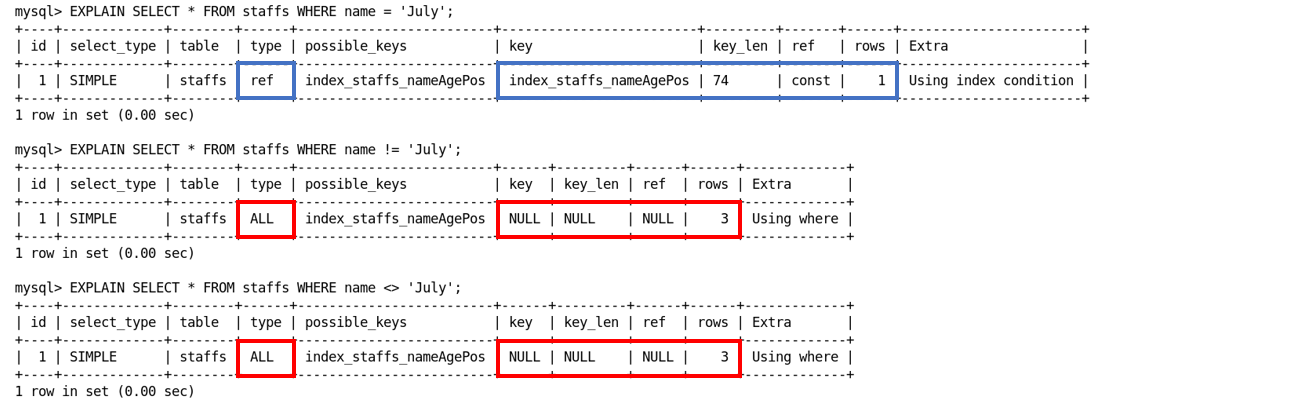 mysql> EXPLAIN SELECT * FROM staffs WHERE name = 'July';
+----+-------------+--------+------+-------------------------+-------------------------+---------+-------+------+-----------------------+
| id | select_type | table  | type | possible_keys           | key                     | key_len | ref   | rows | Extra                 |
+----+-------------+--------+------+-------------------------+-------------------------+---------+-------+------+-----------------------+
|  1 | SIMPLE      | staffs | ref  | index_staffs_nameAgePos | index_staffs_nameAgePos | 74      | const |    1 | Using index condition |
+----+-------------+--------+------+-------------------------+-------------------------+---------+-------+------+-----------------------+
1 row in set (0.00 sec)
mysql> EXPLAIN SELECT * FROM staffs WHERE name != 'July';
+----+-------------+--------+------+-------------------------+------+---------+------+------+-------------+
| id | select_type | table  | type | possible_keys           | key  | key_len | ref  | rows | Extra       |
+----+-------------+--------+------+-------------------------+------+---------+------+------+-------------+
|  1 | SIMPLE      | staffs | ALL  | index_staffs_nameAgePos | NULL | NULL    | NULL |    3 | Using where |
+----+-------------+--------+------+-------------------------+------+---------+------+------+-------------+
1 row in set (0.00 sec)
mysql> EXPLAIN SELECT * FROM staffs WHERE name <> 'July';
+----+-------------+--------+------+-------------------------+------+---------+------+------+-------------+
| id | select_type | table  | type | possible_keys           | key  | key_len | ref  | rows | Extra       |
+----+-------------+--------+------+-------------------------+------+---------+------+------+-------------+
|  1 | SIMPLE      | staffs | ALL  | index_staffs_nameAgePos | NULL | NULL    | NULL |    3 | Using where |
+----+-------------+--------+------+-------------------------+------+---------+------+------+-------------+
1 row in set (0.00 sec)